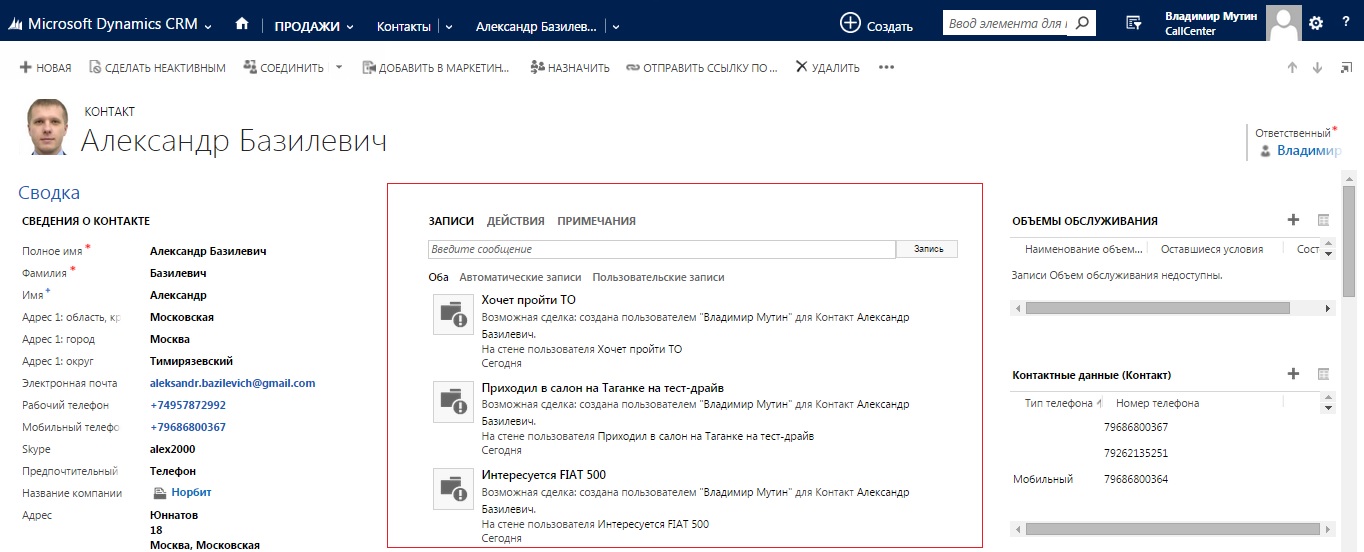 Microsoft Dynamics CRM ПРОДАЖИ Контакты Александр Базилев... Создать Ввод элемента для Владимир Мутин ?
CallCenter
НОВАЯ СДЕЛАТЬ НЕАКТИВНЫМ СОЕДИНИТЬ ДОБАВИТЬ В МАРКЕТИН... НАЗНАЧИТЬ ОТПРАВИТЬ ССЫЛКУ ПО ... УДАЛИТЬ ...
КОНТАКТ
Александр Базилевич
Ответственный*
Владимир
Сводка
СВЕДЕНИЯ О КОНТАКТЕ
Полное имя * Александр Базилевич
Фамилия * Базилевич
Имя + Александр
Адрес 1: область, кр Московская
Адрес 1: город Москва
Адрес 1: округ Тимирязевский
Электронная почта aleksandr.bazilevich@gmail.com
Рабочий телефон +74957872992
Мобильный телефо +79686800367
Skype alex2000
Предпочтительный Телефон
Название компании Норбит
Адрес Юннатов
18
Москва, Московская
ЗАПИСИ ДЕЙСТВИЯ ПРИМЕЧАНИЯ
Введите сообщение Запись
Оба Автоматические записи Пользовательские записи
Хочет пройти ТО
Возможная сделка: создана пользователем "Владимир Мутин" для Контакт Александр
Базилевич.
На стене пользователя Хочет пройти ТО
Сегодня
Приходил в салон на Таганке на тест-драйв
Возможная сделка: создана пользователем "Владимир Мутин" для Контакт Александр
Базилевич.
На стене пользователя Приходил в салон на Таганке на тест-драйв
Сегодня
Интересуется FIAT 500
Возможная сделка: создана пользователем "Владимир Мутин" для Контакт Александр
Базилевич.
На стене пользователя Интересуется FIAT 500
Сегодня
ОБЪЕМЫ ОБСЛУЖИВАНИЯ
Наименование объем... Оставшиеся условия Сост
Записи Объем обслуживания недоступны.
Контактные данные (Контакт)
Тип телефона Номер телефона
79686800367
79262135251
Мобильный 79686800364